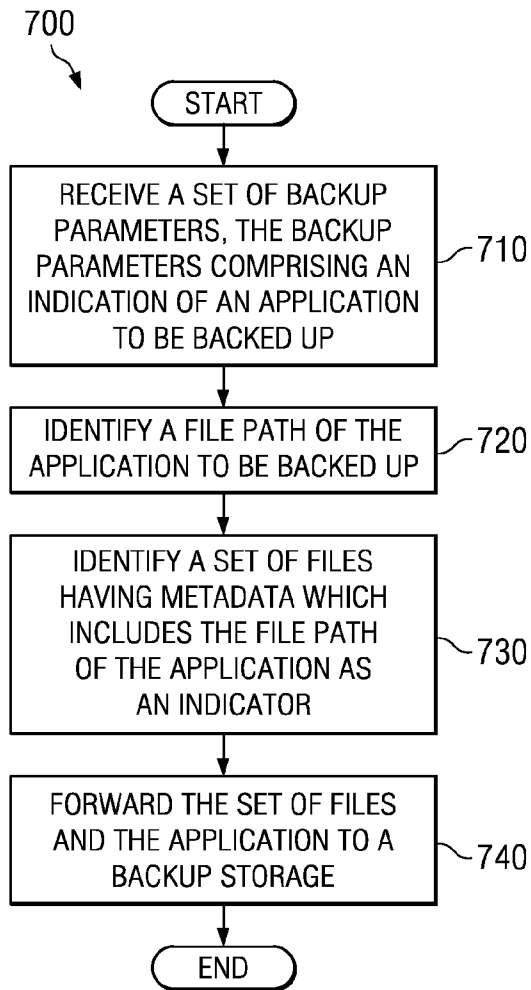 700
START
RECEIVE A SET OF BACKUP
PARAMETERS, THE BACKUP
PARAMETERS COMPRISING AN
INDICATION OF AN APPLICATION
TO BE BACKED UP
710
IDENTIFY A FILE PATH OF THE
APPLICATION TO BE BACKED UP
720
IDENTIFY A SET OF FILES
HAVING METADATA WHICH
INCLUDES THE FILE PATH
OF THE APPLICATION AS
AN INDICATOR
730
FORWARD THE SET OF FILES
AND THE APPLICATION TO A
BACKUP STORAGE
740
END